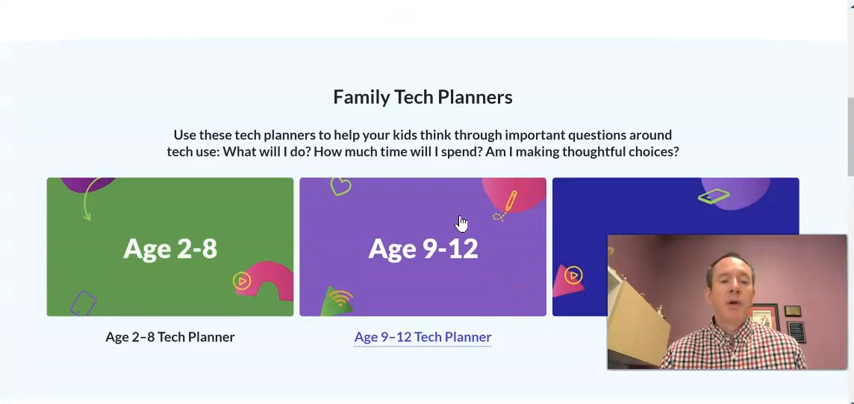 Family Tech Planners
Use these tech planners to help your kids think through important questions around
tech use: What will I do? How much time will I spend? Am I making thoughtful choices?
Age 2-8
Age 9-12
Age 2–8 Tech Planner
Age 9–12 Tech Planner